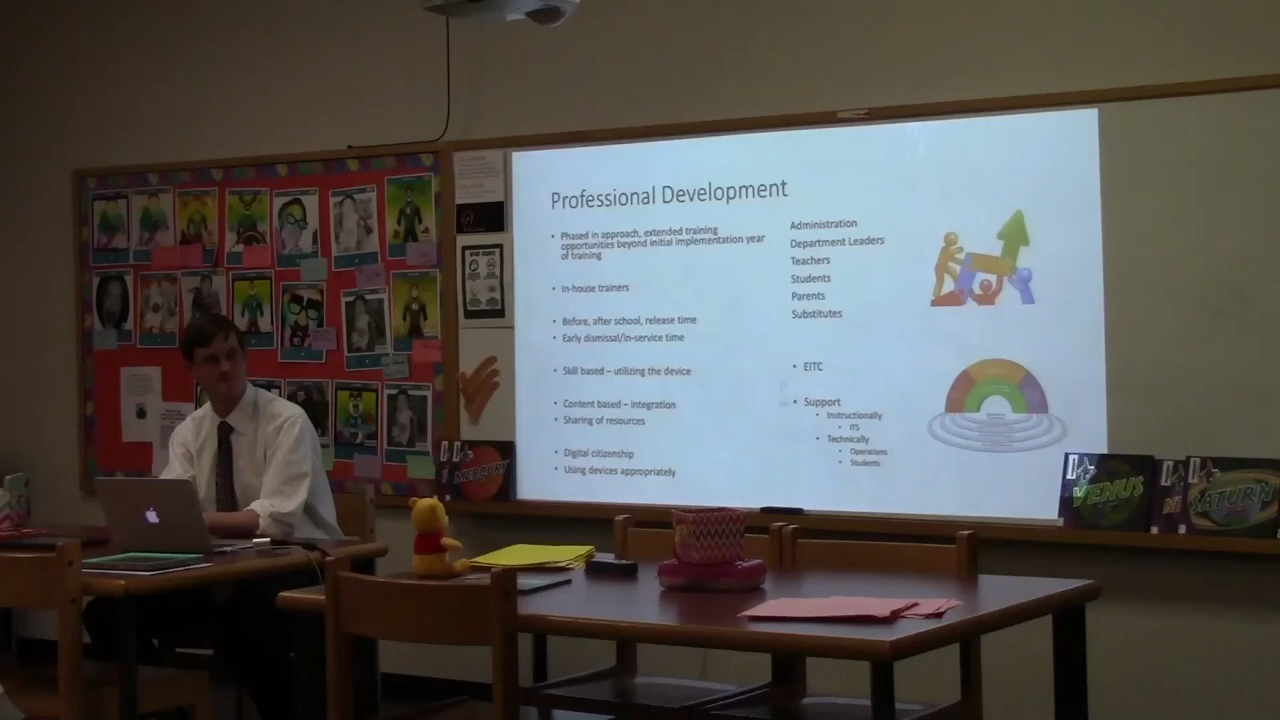 Professional Development
• Phased in approach, extended training
opportunities beyond initial implementation year
of training
• In-house trainers
• Before, after school, release time
• Early dismissal/in-service time
• Skill based – utilizing the device
• Content based – integration
• Sharing of resources
• Digital citizenship
• Using devices appropriately
Administration
Department Leaders
Teachers
Students
Parents
Substitutes
• EITC
• Support
• Instructionally
• ITS
• Technically
• Operations
• Students
MERCURY
VENUS
SATURN